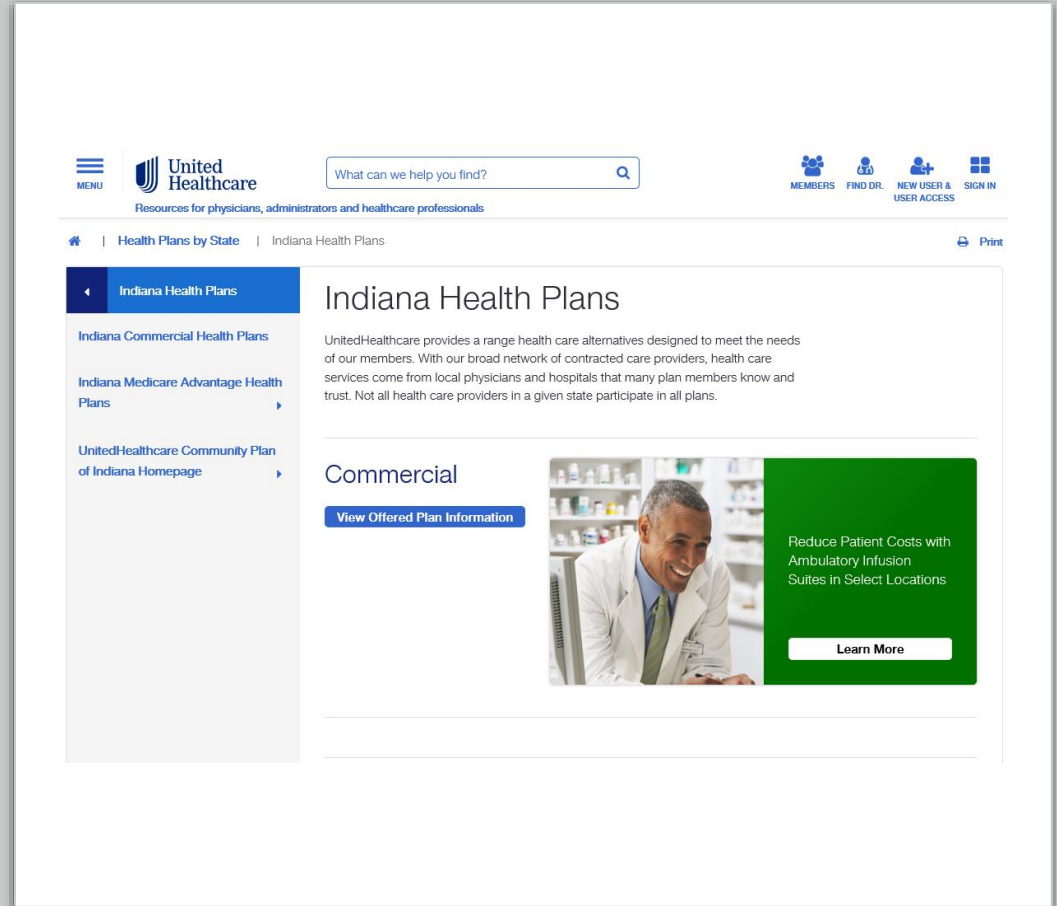 MENU
United
Healthcare
What can we help you find?
MEMBERS
FIND DR.
NEW USER &
USER ACCESS
SIGN IN
Resources for physicians, administrators and healthcare professionals
| Health Plans by State | Indiana Health Plans
Print
Indiana Health Plans
Indiana Commercial Health Plans
Indiana Medicare Advantage Health
Plans
UnitedHealthcare Community Plan
of Indiana Homepage
Indiana Health Plans
UnitedHealthcare provides a range health care alternatives designed to meet the needs
of our members. With our broad network of contracted care providers, health care
services come from local physicians and hospitals that many plan members know and
trust. Not all health care providers in a given state participate in all plans.
Commercial
View Offered Plan Information
Reduce Patient Costs with
Ambulatory Infusion
Suites in Select Locations
Learn More